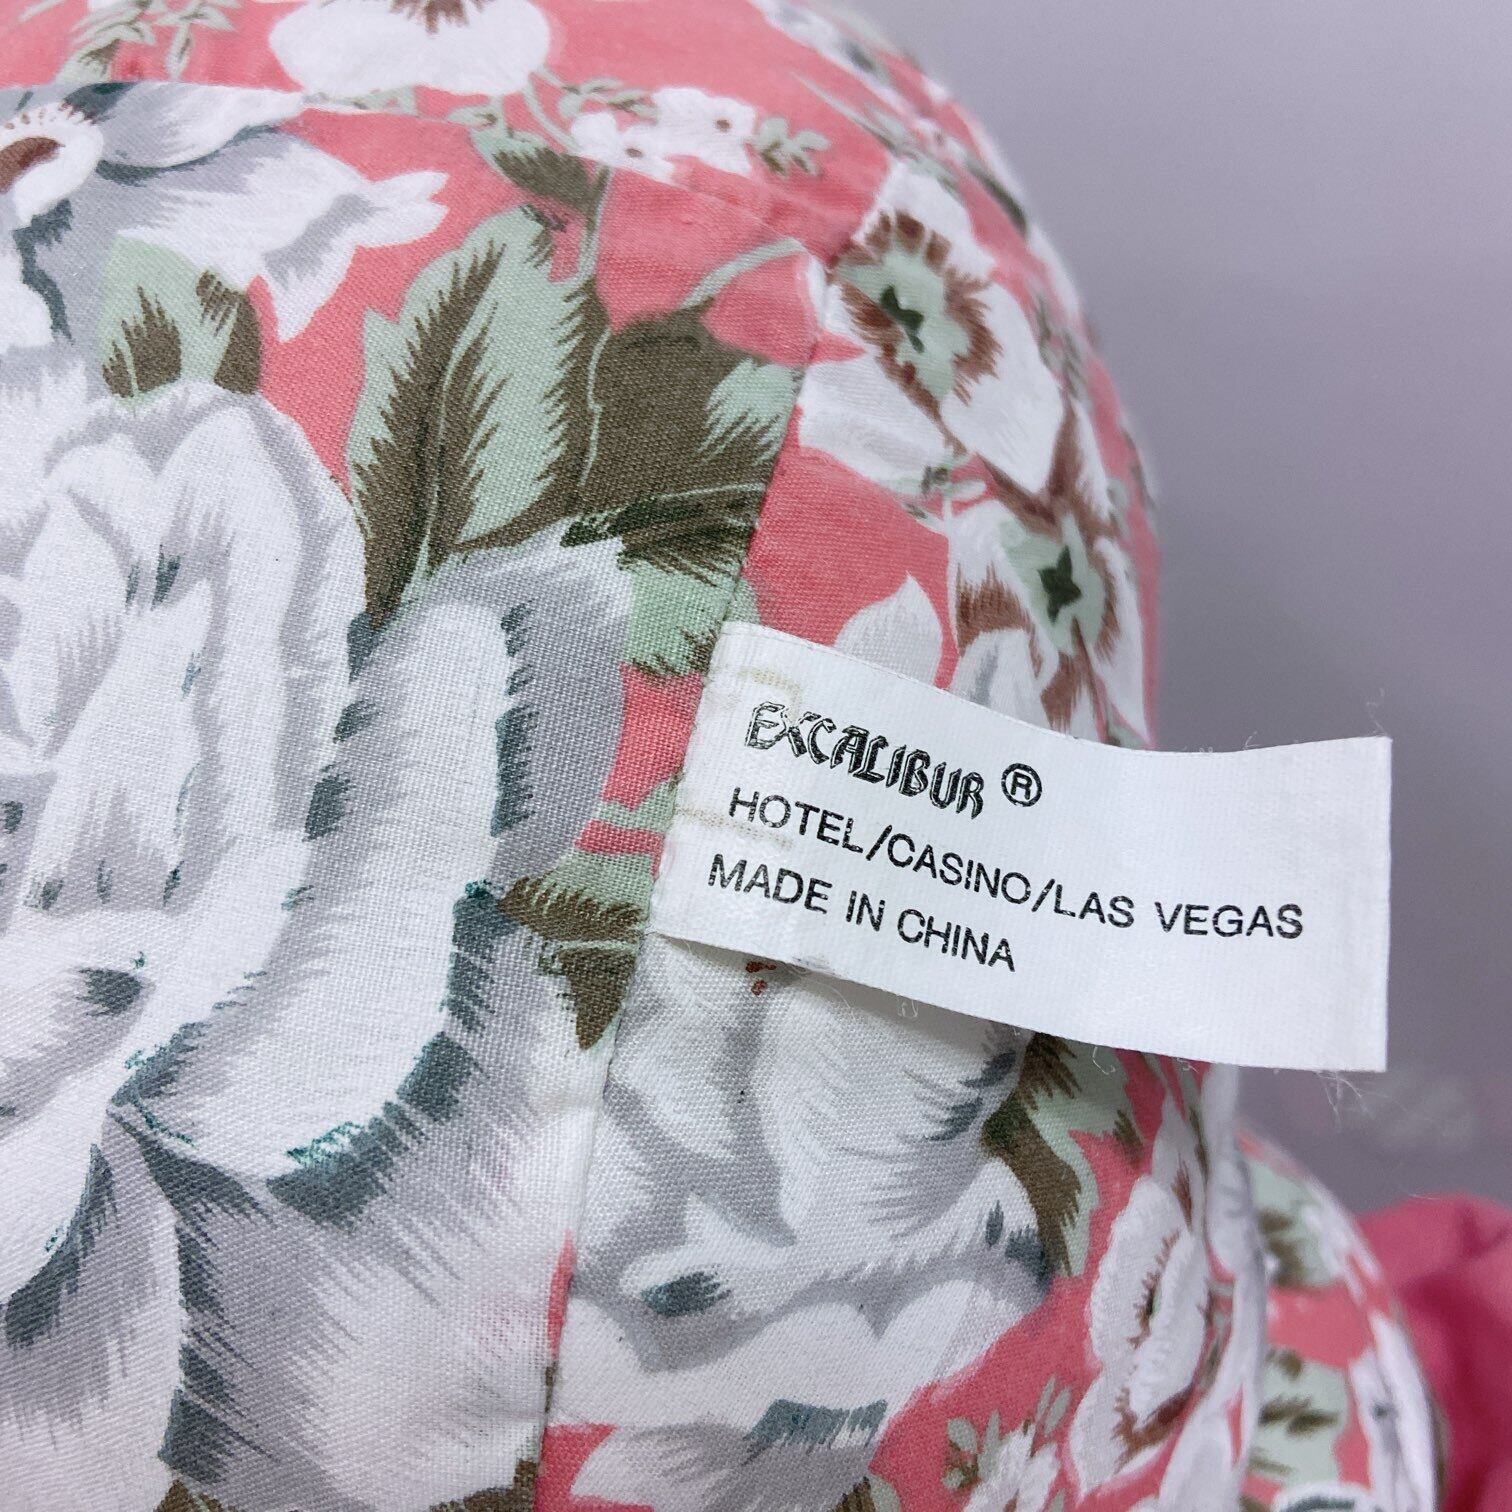 EXCALIBUR ®
HOTEL/CASINO/LAS VEGAS
MADE IN CHINA